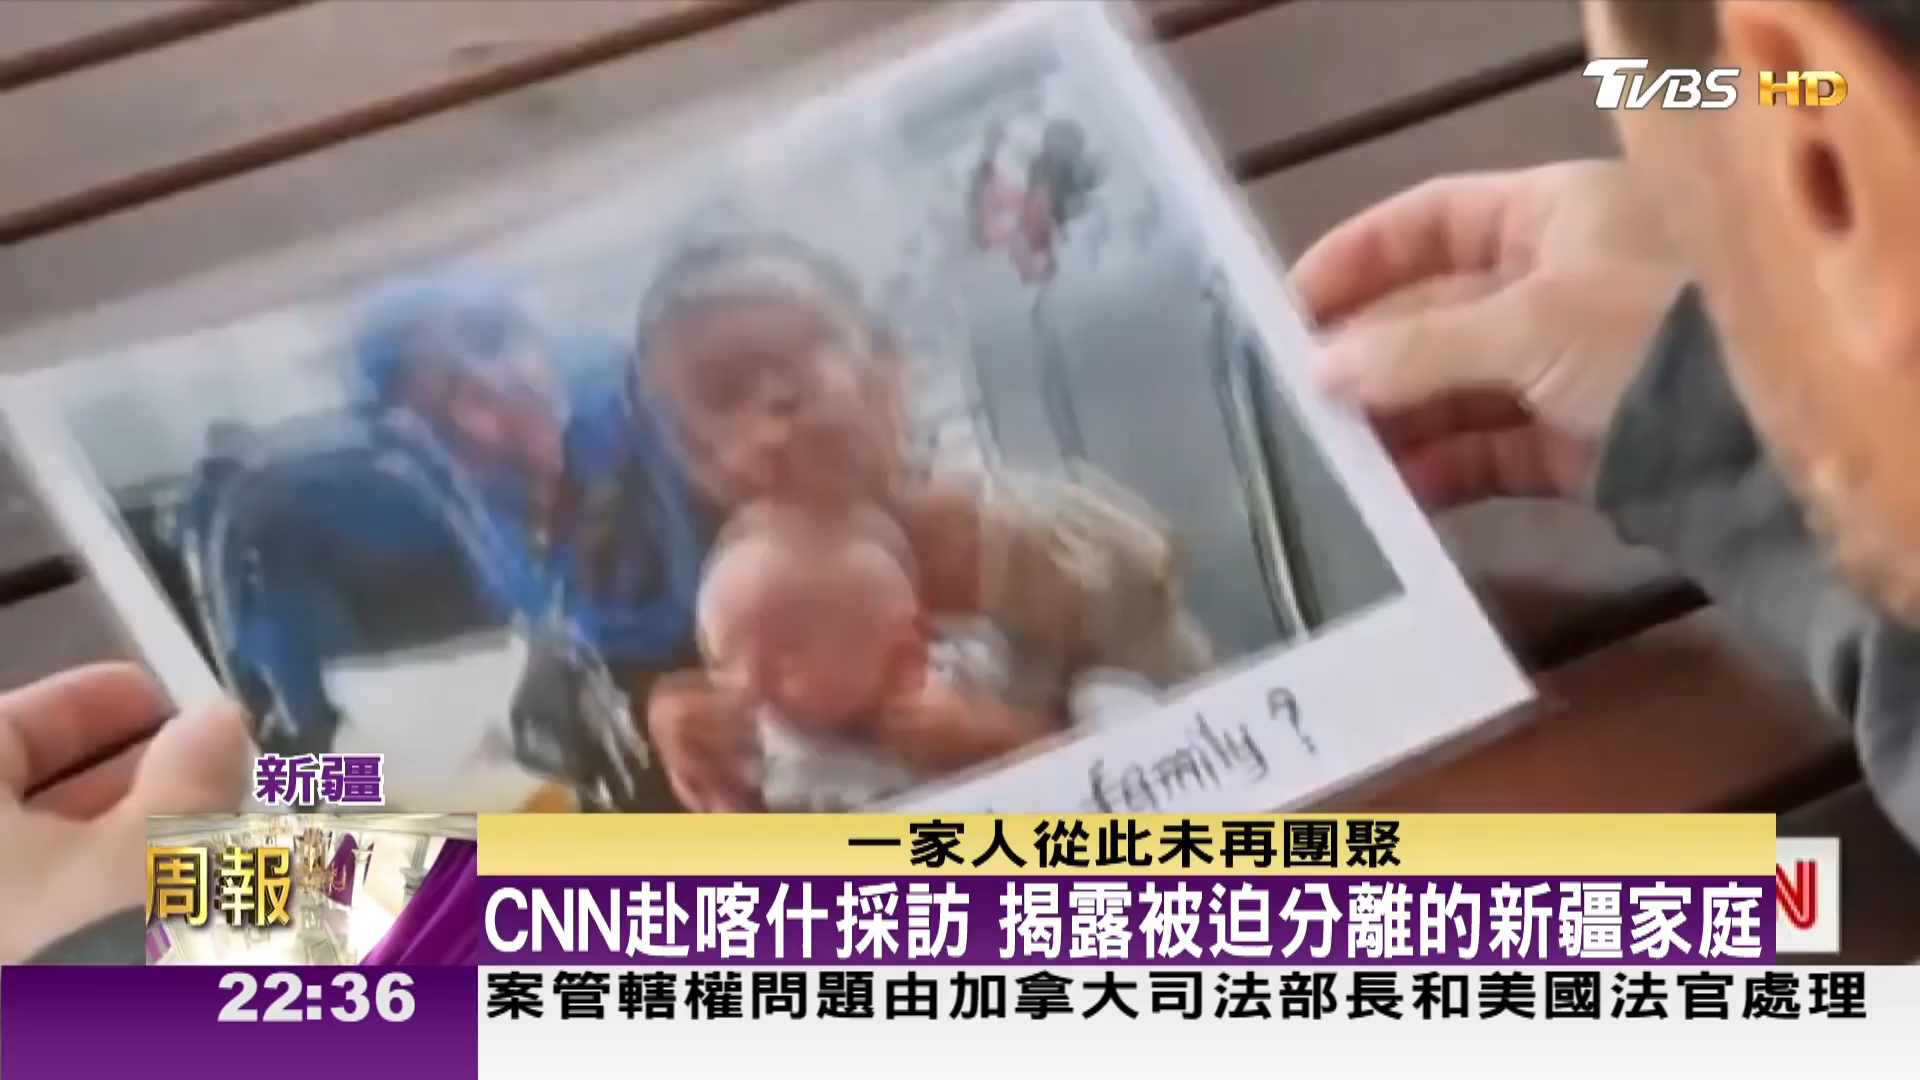 TVBS HD
family?
新疆
周報
一家人從此未再團聚
CNN赴喀什採訪 揭露被迫分離的新疆家庭
22:36
案管轄權問題由加拿大司法部長和美國法官處理